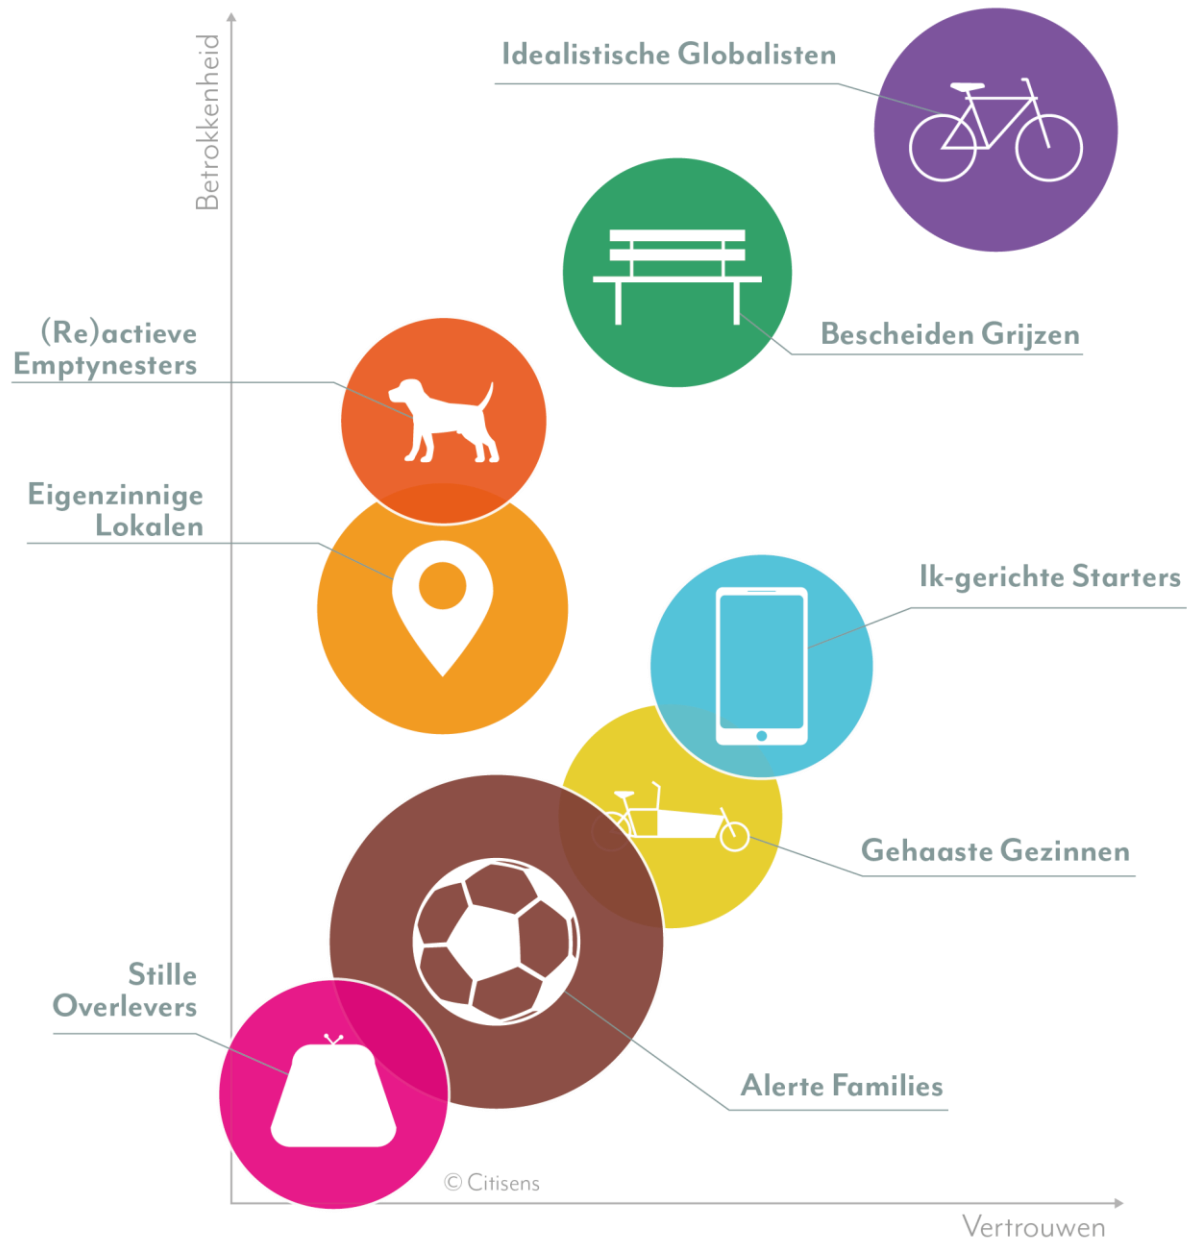 Betrokkenheid
Idealistische Globalisten
Bescheiden Grijzen
(Re)actieve
Emptynesters
Eigenzinnige
Lokalen
Ik-gerichte Starters
Gehaaste Gezinnen
Stille
Overlevers
Alerte Families
© Citisens
Vertrouwen